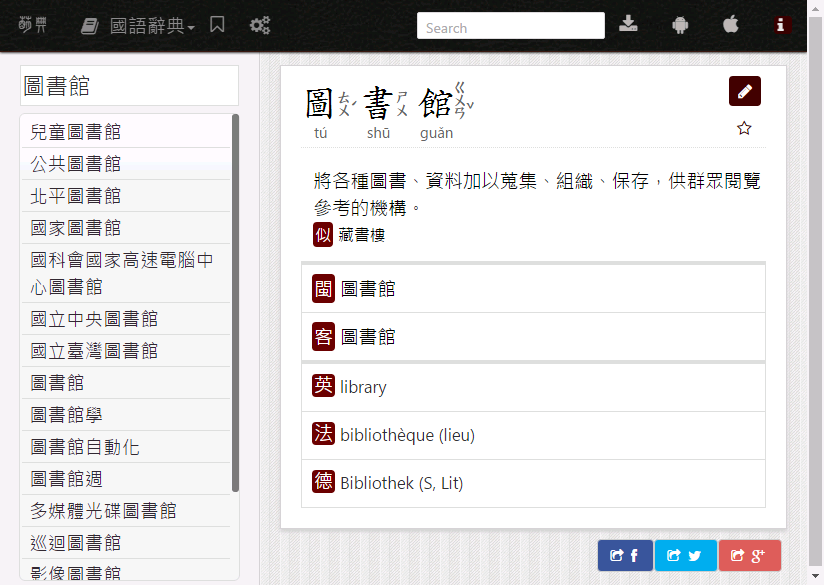 萌典
國語辭典
Search
圖書館
兒童圖書館
公共圖書館
北平圖書館
國家圖書館
國科會國家高速電腦中
心圖書館
國立中央圖書館
國立臺灣圖書館
圖書館
圖書館學
圖書館自動化
圖書館週
多媒體光碟圖書館
巡迴圖書館
影像圖書館
圖ㄊㄨˊ書ㄕㄨ館ㄍㄨㄢˇ
tú shū guǎn
將各種圖書、資料加以蒐集、組織、保存，供群眾閱覽
參考的機構。
似 藏書樓
閩 圖書館
客 圖書館
英 library
法 bibliothèque (lieu)
德 Bibliothek (S, Lit)